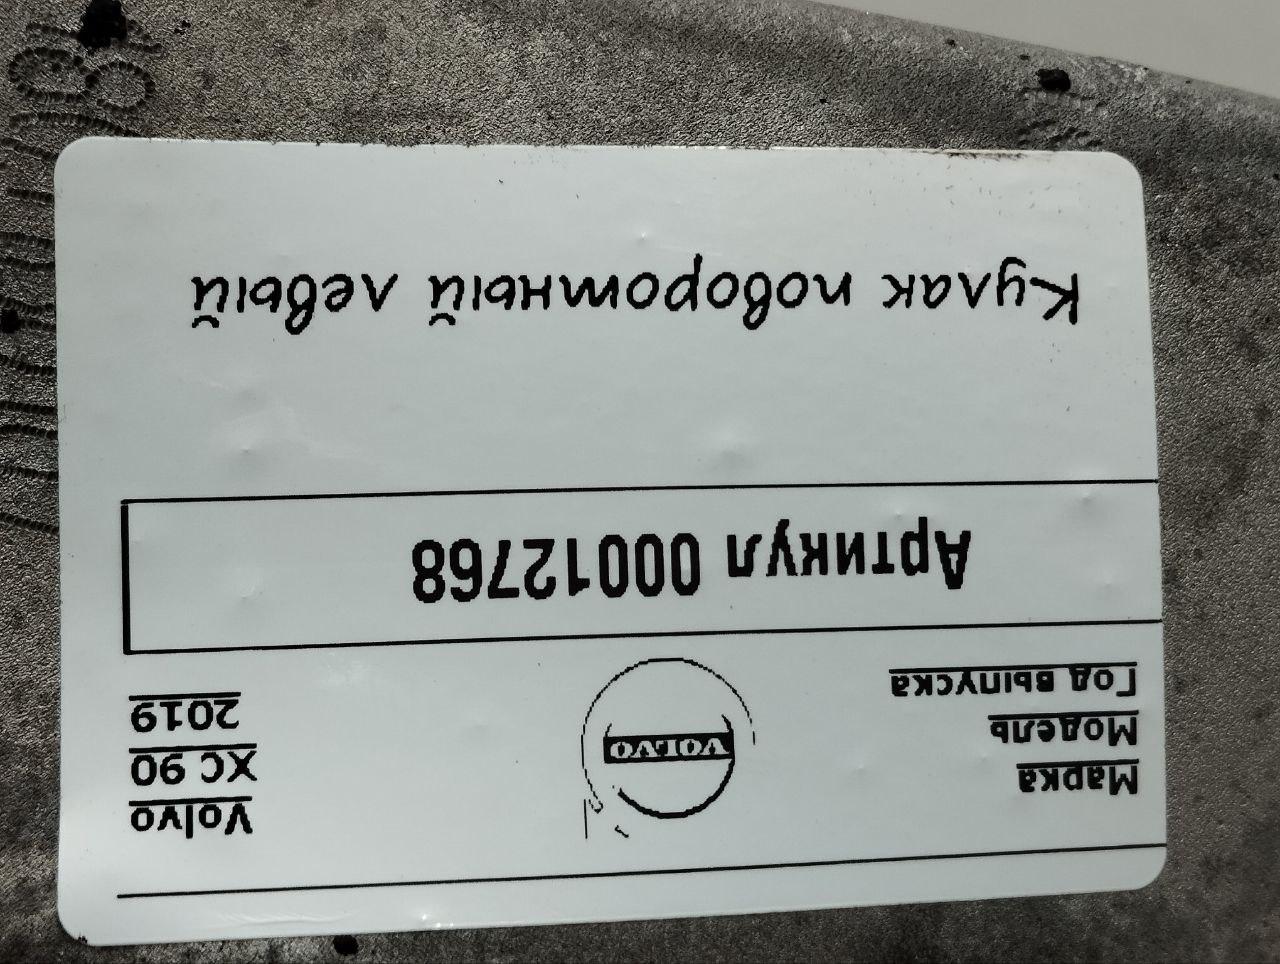 Марка Volvo
Модель XC 90
Год выпуска 2019
VOLVO
Артикул 00012768
Кулак поворотный левый